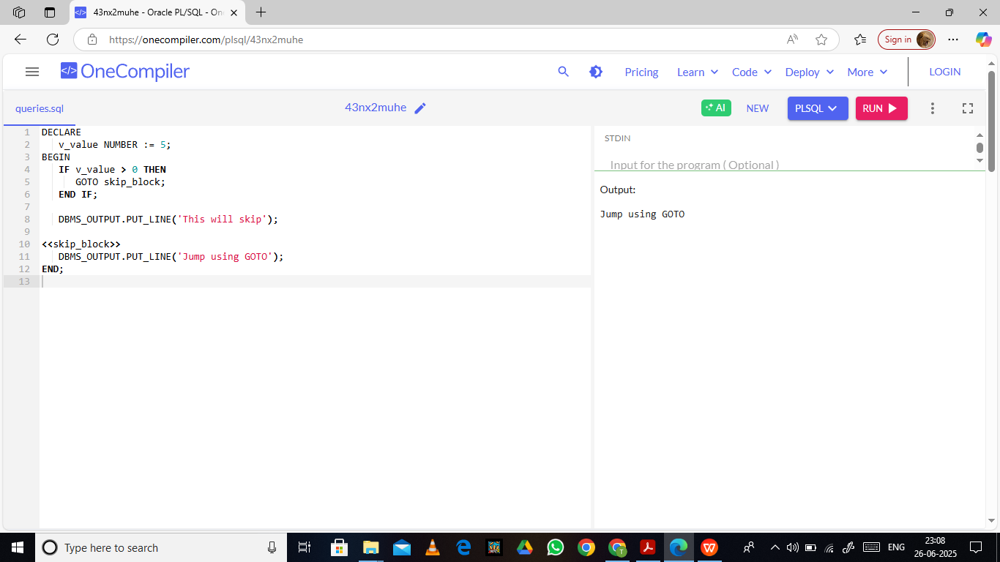 43nx2muhe - Oracle PL/SQL - On
https://onecompiler.com/plsql/43nx2muhe
Sign in
</> OneCompiler
Pricing
Learn
Code
Deploy
More
LOGIN
queries.sql
43nx2muhe
AI
NEW
PLSQL
RUN
1 DECLARE
2 v_value NUMBER := 5;
3 BEGIN
4 IF v_value > 0 THEN
5 GOTO skip_block;
6 END IF;
7
8 DBMS_OUTPUT.PUT_LINE('This will skip');
9
10 <<skip_block>>
11 DBMS_OUTPUT.PUT_LINE('Jump using GOTO');
12 END;
13
STDIN
Input for the program ( Optional )
Output:
Jump using GOTO
Type here to search
ENG
23:08
26-06-2025